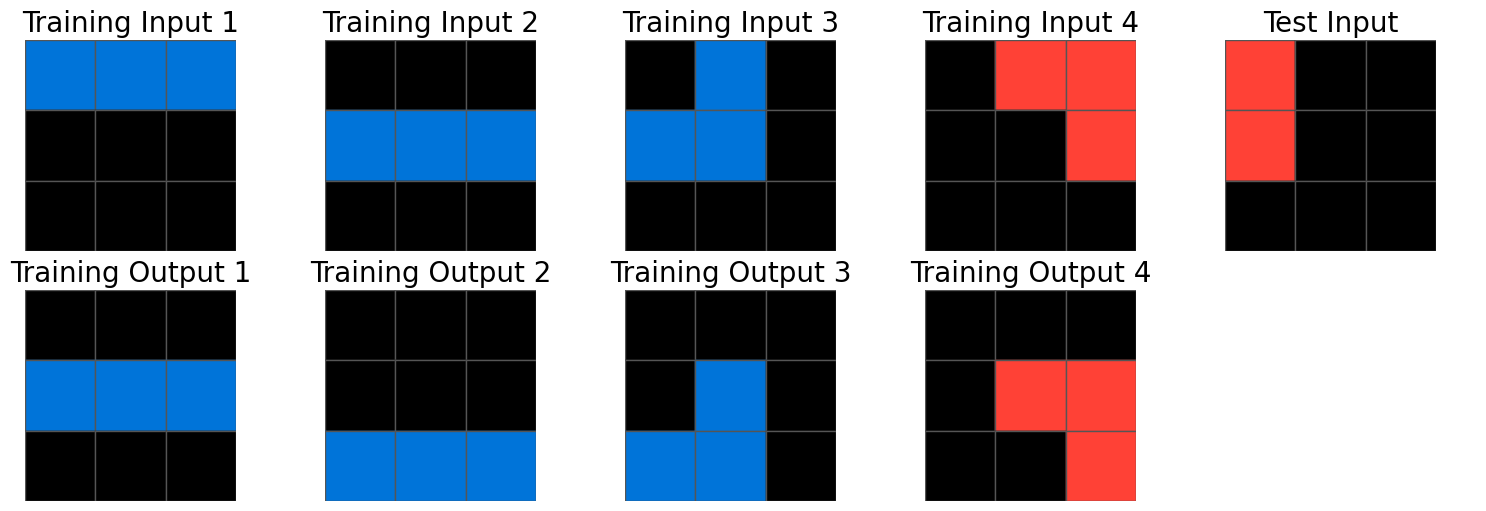 Training Input 1
Training Input 2
Training Input 3
Training Input 4
Test Input
Training Output 1
Training Output 2
Training Output 3
Training Output 4